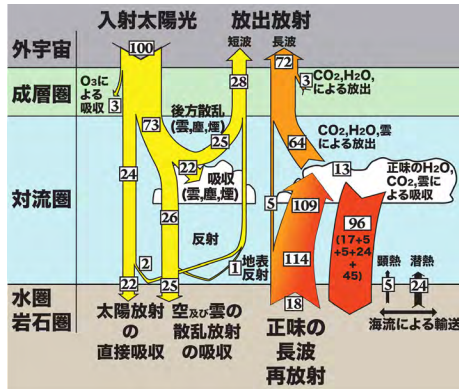 入射太陽光
放出放射
外宇宙
100
短波
長波
72
成層圏
O3に
よる
吸収
3
28
3
CO2,H2O,
による放出
73
後方散乱
(雲,塵,煙)
25
64
CO2,H2O,雲
による放出
対流圏
24
22
吸収
(雲,塵,煙)
13
正味のH2O,
CO2,雲に
よる吸収
26
5
109
96
(17+5
+5+24
+
45)
反射
2
1
地表
反射
114
顕熱
潜熱
5
24
水圏
岩石圏
22
25
18
海流による輸送
太陽放射
の
直接吸収
空及び雲の
散乱放射
の吸収
正味の
長波
再放射